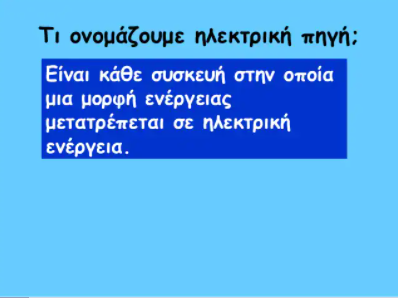 Τι ονομάζουμε ηλεκτρική πηγή;
Είναι κάθε συσκευή στην οποία
μια μορφή ενέργειας
μετατρέπεται σε ηλεκτρική
ενέργεια.